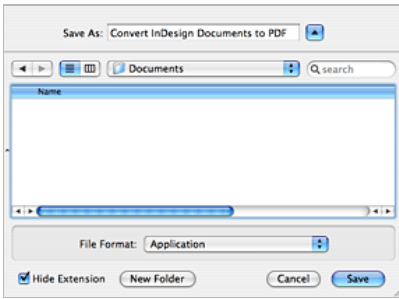 Save As: Convert InDesign Documents to PDF
Documents
search
Name
File Format: Application
Hide Extension New Folder Cancel Save